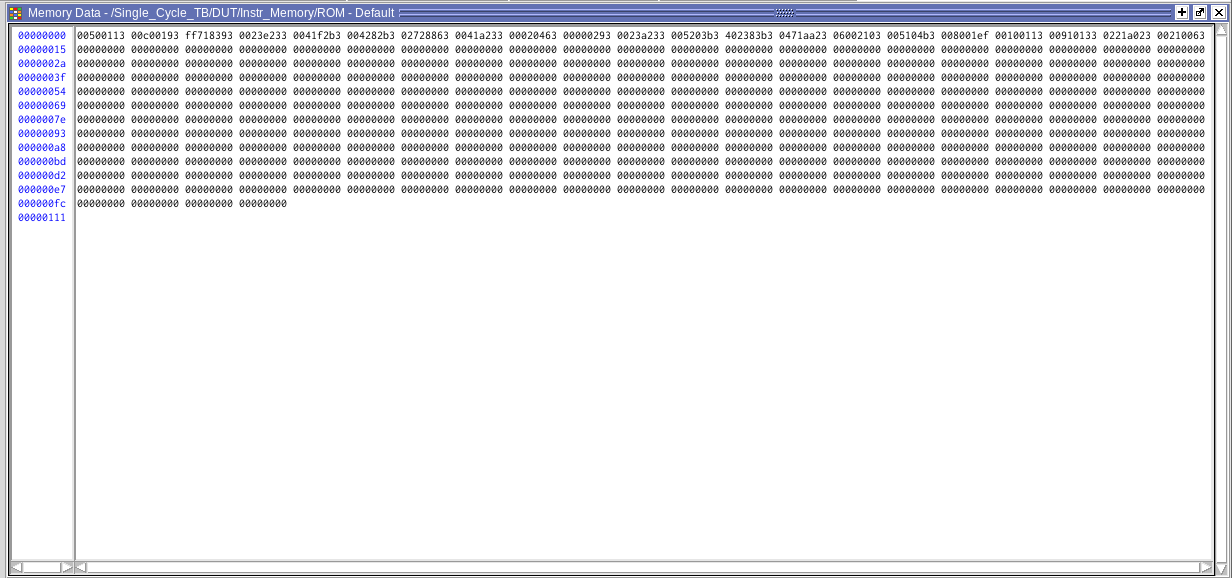 Memory Data - /Single_Cycle_TB/DUT/Instr_Memory/ROM - Default
00000000 00500113 00c00193 ff718393 0023e233 0041f2b3 004282b3 02728863 0041a233 00020463 00000293 0023a233 005203b3 402383b3 0471aa23 06002103 005104b3 008001ef 00100113 00910133 0221a023 00210063
00000015 00000000 00000000 00000000 00000000 00000000 00000000 00000000 00000000 00000000 00000000 00000000 00000000 00000000 00000000 00000000 00000000 00000000 00000000 00000000 00000000 00000000
0000002a 00000000 00000000 00000000 00000000 00000000 00000000 00000000 00000000 00000000 00000000 00000000 00000000 00000000 00000000 00000000 00000000 00000000 00000000 00000000 00000000 00000000
0000003f 00000000 00000000 00000000 00000000 00000000 00000000 00000000 00000000 00000000 00000000 00000000 00000000 00000000 00000000 00000000 00000000 00000000 00000000 00000000 00000000 00000000
00000054 00000000 00000000 00000000 00000000 00000000 00000000 00000000 00000000 00000000 00000000 00000000 00000000 00000000 00000000 00000000 00000000 00000000 00000000 00000000 00000000 00000000
00000069 00000000 00000000 00000000 00000000 00000000 00000000 00000000 00000000 00000000 00000000 00000000 00000000 00000000 00000000 00000000 00000000 00000000 00000000 00000000 00000000 00000000
0000007e 00000000 00000000 00000000 00000000 00000000 00000000 00000000 00000000 00000000 00000000 00000000 00000000 00000000 00000000 00000000 00000000 00000000 00000000 00000000 00000000 00000000
00000093 00000000 00000000 00000000 00000000 00000000 00000000 00000000 00000000 00000000 00000000 00000000 00000000 00000000 00000000 00000000 00000000 00000000 00000000 00000000 00000000 00000000
000000a8 00000000 00000000 00000000 00000000 00000000 00000000 00000000 00000000 00000000 00000000 00000000 00000000 00000000 00000000 00000000 00000000 00000000 00000000 00000000 00000000 00000000
000000bd 00000000 00000000 00000000 00000000 00000000 00000000 00000000 00000000 00000000 00000000 00000000 00000000 00000000 00000000 00000000 00000000 00000000 00000000 00000000 00000000 00000000
000000d2 00000000 00000000 00000000 00000000 00000000 00000000 00000000 00000000 00000000 00000000 00000000 00000000 00000000 00000000 00000000 00000000 00000000 00000000 00000000 00000000 00000000
000000e7 00000000 00000000 00000000 00000000 00000000 00000000 00000000 00000000 00000000 00000000 00000000 00000000 00000000 00000000 00000000 00000000 00000000 00000000 00000000 00000000 00000000
000000fc 00000000 00000000 00000000 00000000
00000111